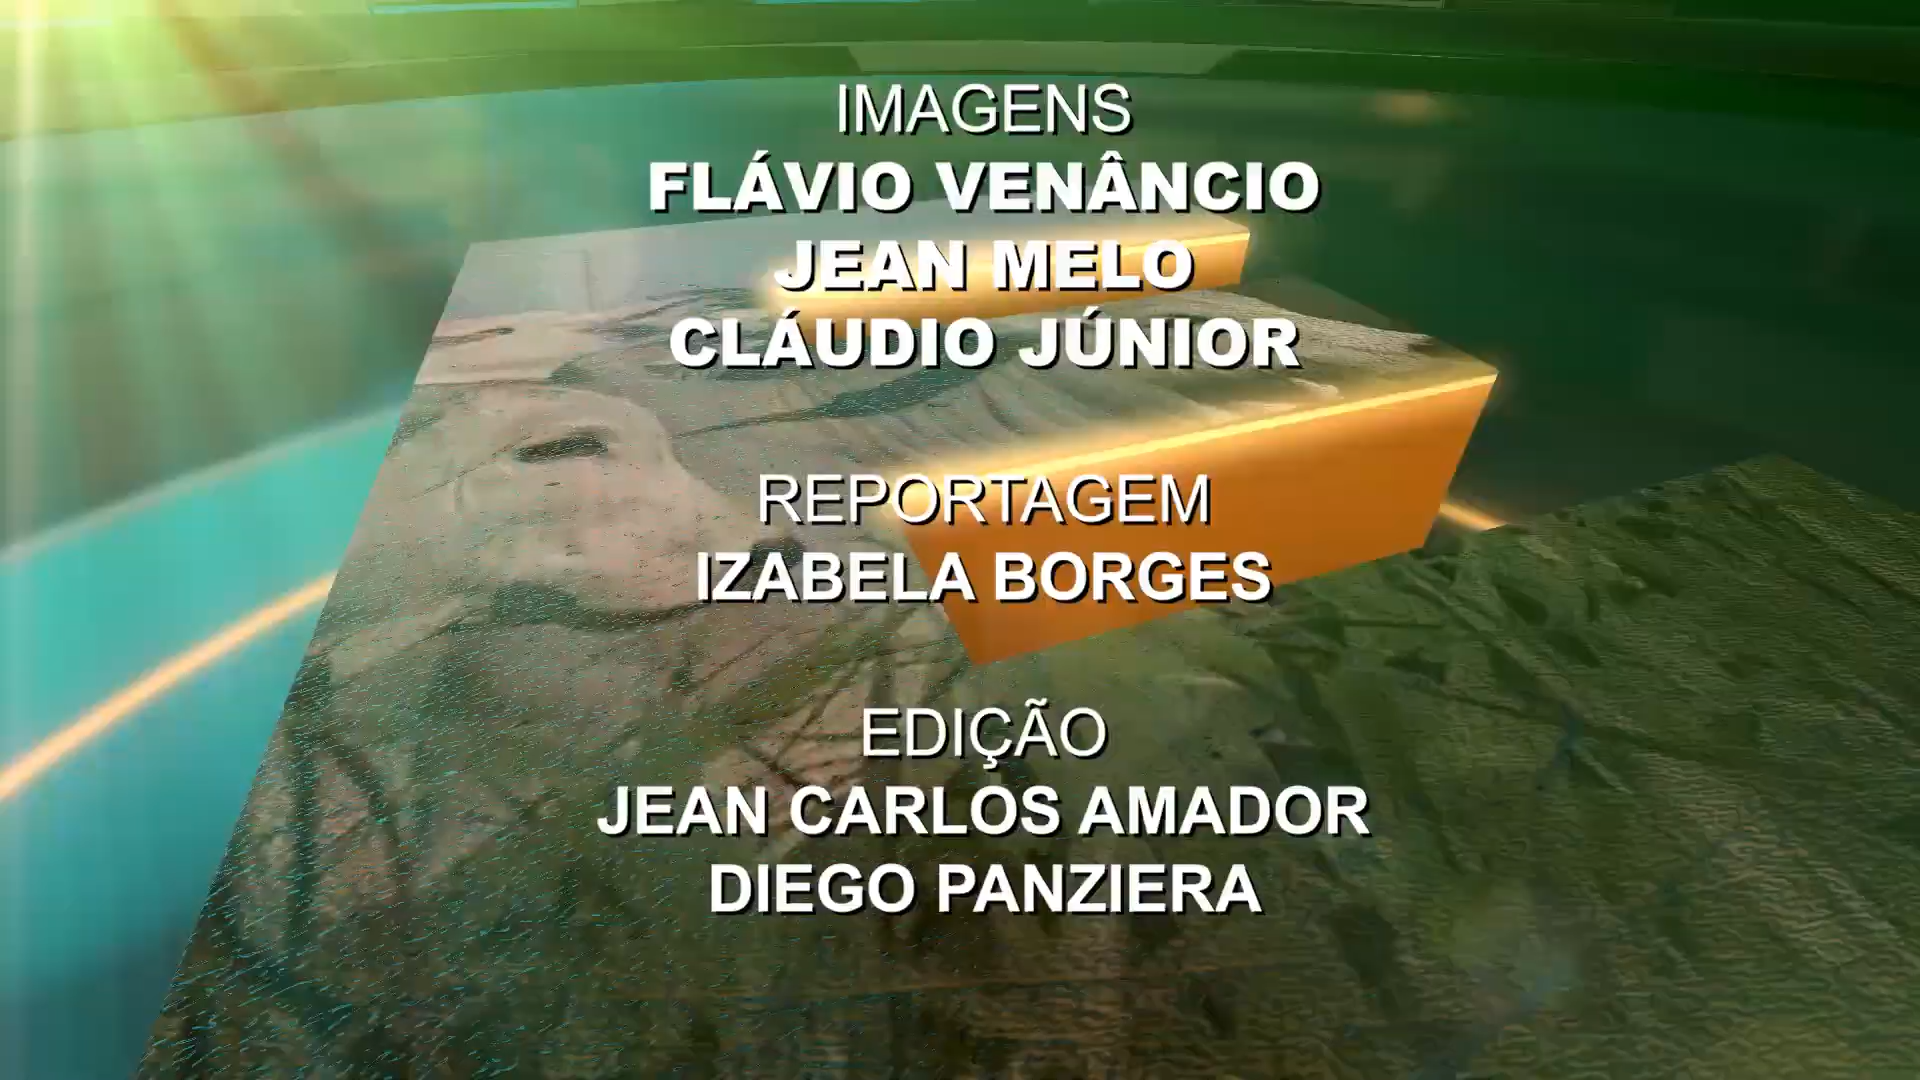 IMAGENS
FLÁVIO VENÂNCIO
JEAN MELO
CLÁUDIO JÚNIOR
REPORTAGEM
IZABELA BORGES
EDIÇÃO
JEAN CARLOS AMADOR
DIEGO PANZIERA